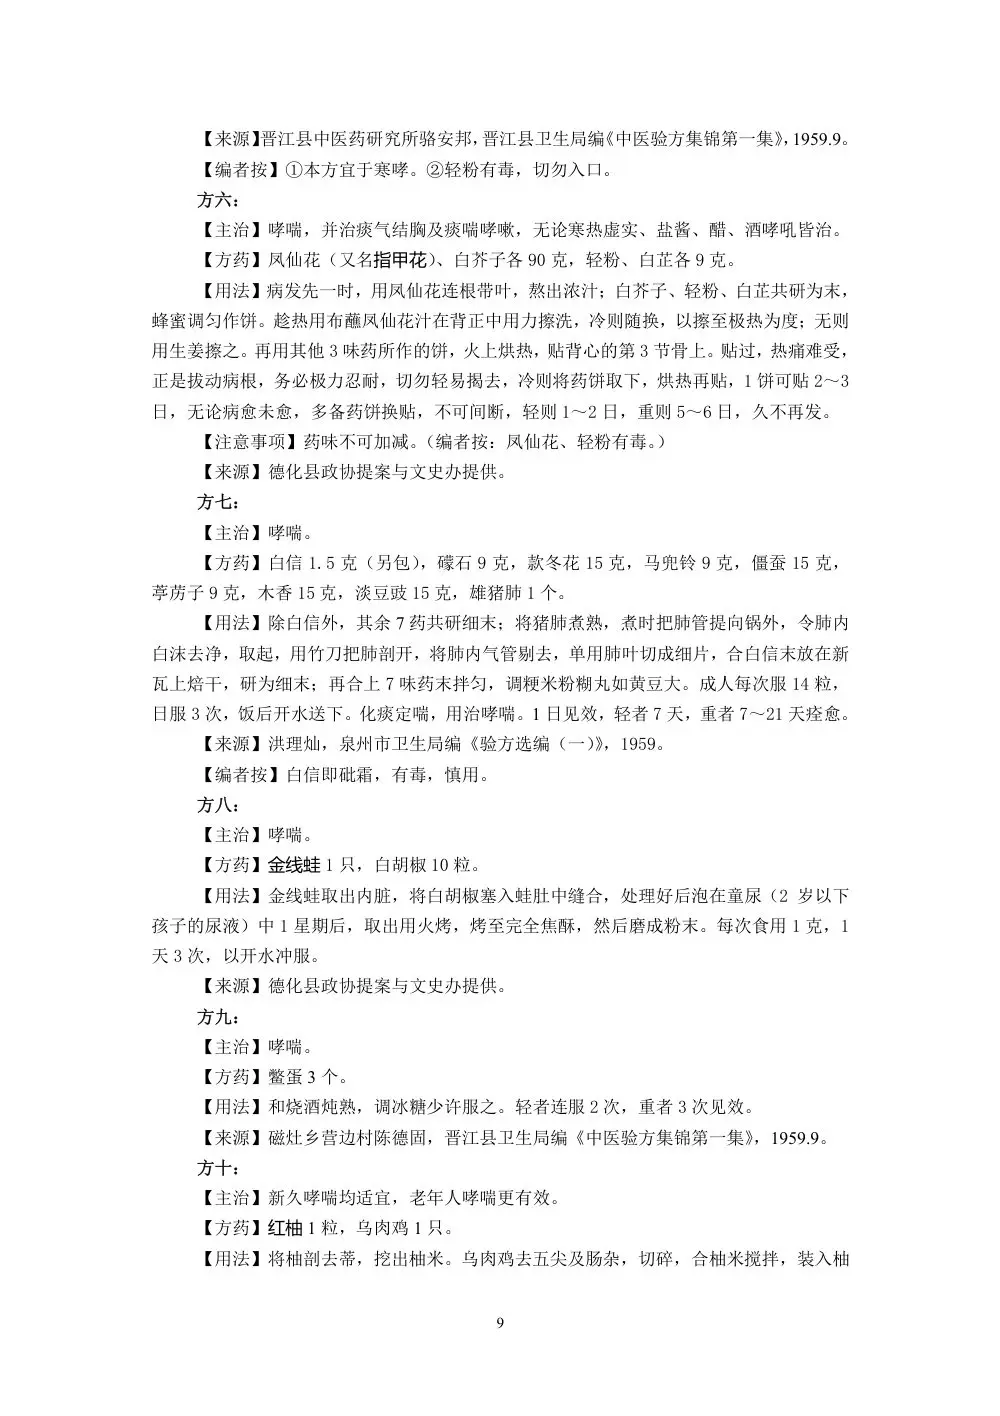 【来源】晋江县中医药研究所骆安邦，晋江县卫生局编《中医验方集锦第一集》，1959.9。
【编者按】①本方宜于寒哮。②轻粉有毒，切勿入口。
方六：
【主治】哮喘，并治痰气结胸及痰喘哮嗽，无论寒热虚实、盐酱、醋、酒哮吼皆治。
【方药】凤仙花（又名指甲花）、白芥子各 90 克，轻粉、白芷各 9 克。
【用法】病发先一时，用凤仙花连根带叶，熬出浓汁；白芥子、轻粉、白芷共研为末，
蜂蜜调匀作饼。趁热用布蘸凤仙花汁在背正中用力擦洗，冷则随换，以擦至极热为度；无则
用生姜擦之。再用其他 3 味药所作的饼，火上烘热，贴背心的第 3 节骨上。贴过，热痛难受，
正是拔动病根，务必极力忍耐，切勿轻易揭去，冷则将药饼取下，烘热再贴，1 饼可贴 2～3
日，无论病愈未愈，多备药饼换贴，不可间断，轻则 1～2 日，重则 5～6 日，久不再发。
【注意事项】药味不可加减。（编者按：凤仙花、轻粉有毒。）
【来源】德化县政协提案与文史办提供。
方七：
【主治】哮喘。
【方药】白信 1.5 克（另包），礞石 9 克，款冬花 15 克，马兜铃 9 克，僵蚕 15 克，
葶苈子 9 克，木香 15 克，淡豆豉 15 克，雄猪肺 1 个。
【用法】除白信外，其余 7 药共研细末；将猪肺煮熟，煮时把肺管提向锅外，令肺内
白沫去净，取起，用竹刀把肺剖开，将肺内气管剔去，单用肺叶切成细片，合白信末放在新
瓦上焙干，研为细末；再合上 7 味药末拌匀，调粳米粉糊丸如黄豆大。成人每次服 14 粒，
日服 3 次，饭后开水送下。化痰定喘，用治哮喘。1 日见效，轻者 7 天，重者 7～21 天痊愈。
【来源】洪理灿，泉州市卫生局编《验方选编（一）》，1959。
【编者按】白信即砒霜，有毒，慎用。
方八：
【主治】哮喘。
【方药】金线蛙 1 只，白胡椒 10 粒。
【用法】金线蛙取出内脏，将白胡椒塞入蛙肚中缝合，处理好后泡在童尿（2 岁以下
孩子的尿液）中 1 星期后，取出用火烤，烤至完全焦酥，然后磨成粉末。每次食用 1 克，1
天 3 次，以开水冲服。
【来源】德化县政协提案与文史办提供。
方九：
【主治】哮喘。
【方药】鳖蛋 3 个。
【用法】和烧酒炖熟，调冰糖少许服之。轻者连服 2 次，重者 3 次见效。
【来源】磁灶乡营边村陈德固，晋江县卫生局编《中医验方集锦第一集》，1959.9。
方十：
【主治】新久哮喘均适宜，老年人哮喘更有效。
【方药】红柚 1 粒，乌肉鸡 1 只。
【用法】将柚剖去蒂，挖出柚米。乌肉鸡去五尖及肠杂，切碎，合柚米搅拌，装入柚
9